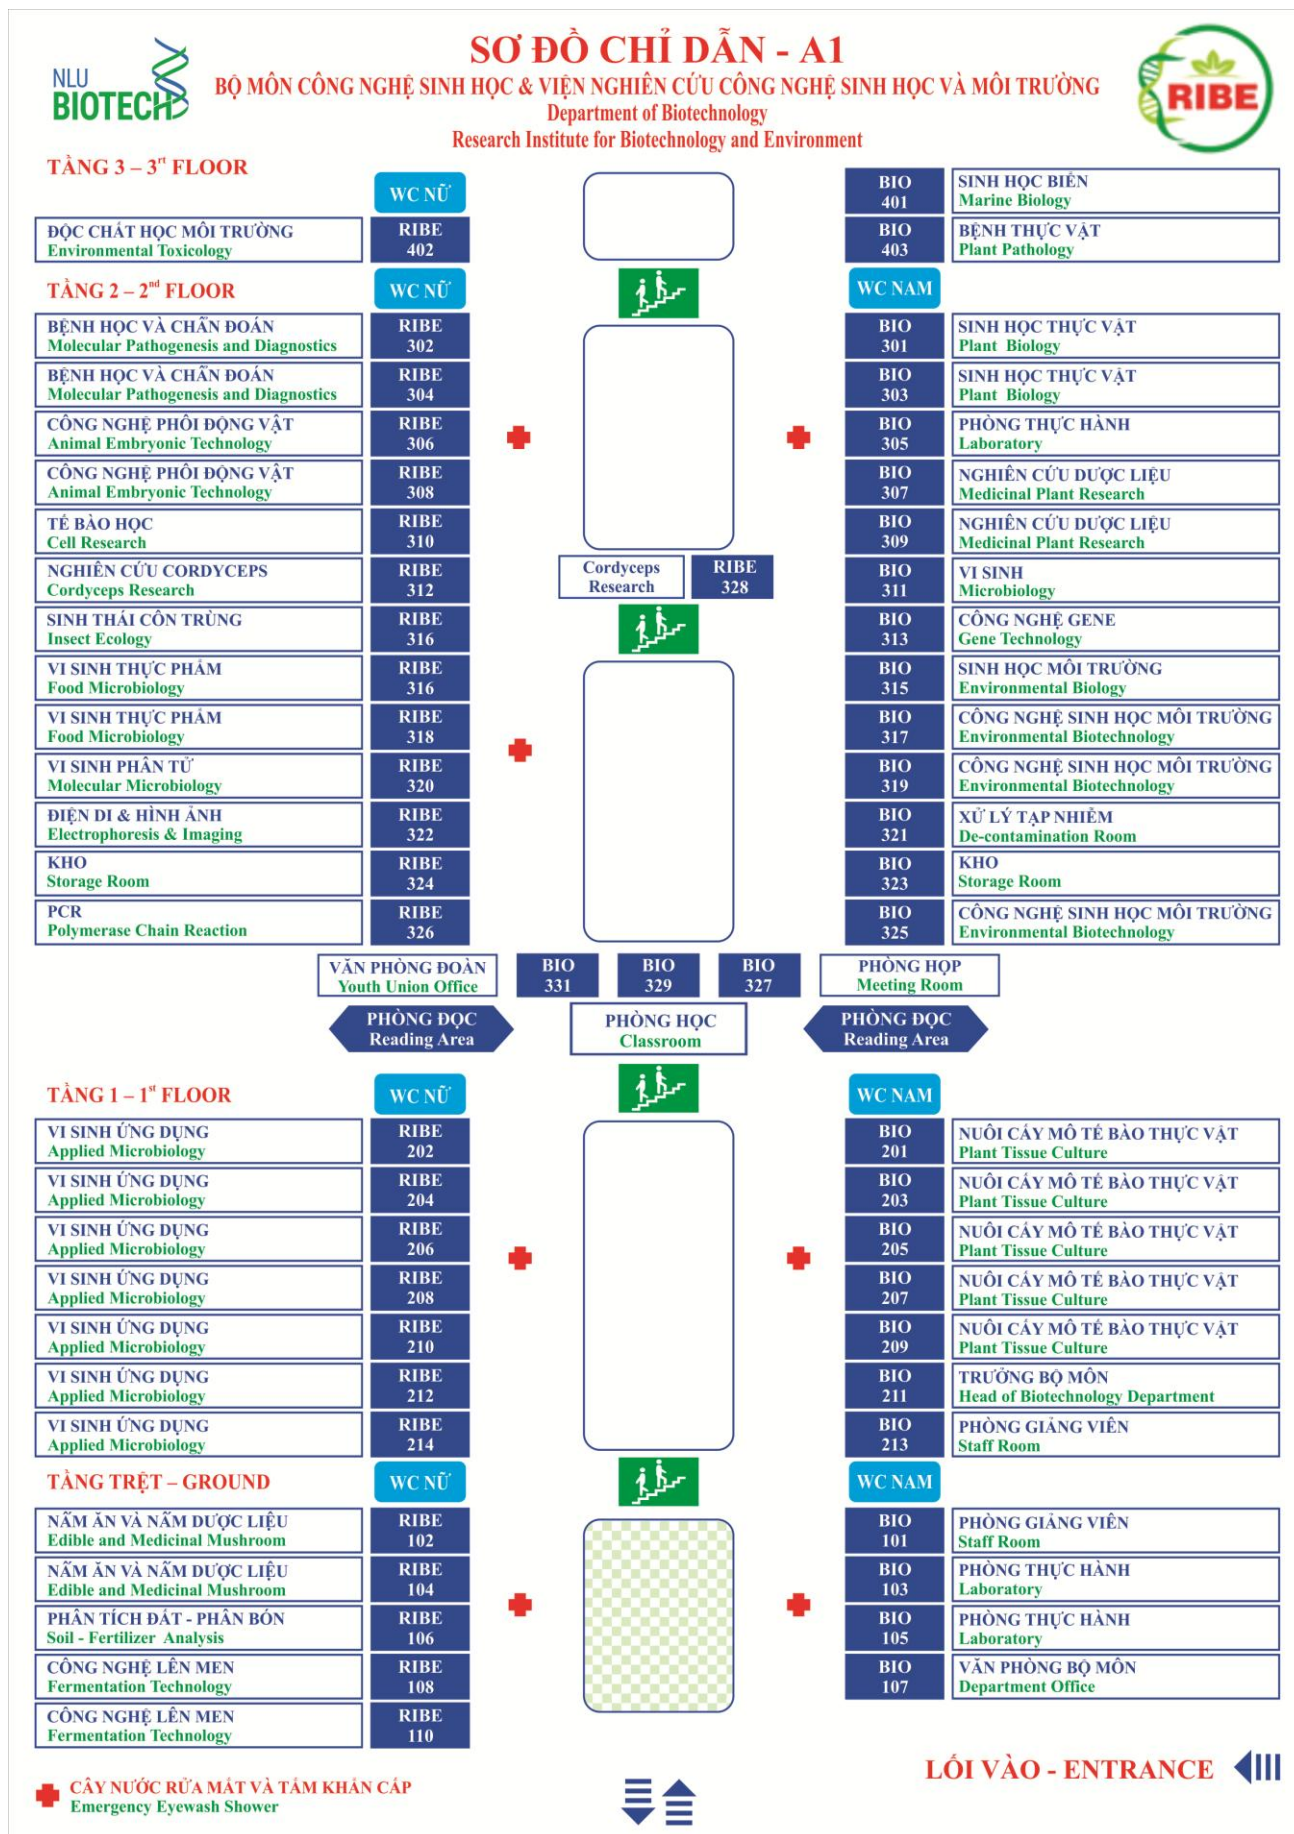 NLU
BIOTECH
SƠ ĐỒ CHỈ DẪN - A1
BỘ MÔN CÔNG NGHỆ SINH HỌC & VIỆN NGHIÊN CỨU CÔNG NGHỆ SINH HỌC VÀ MÔI TRƯỜNG
Department of Biotechnology
Research Institute for Biotechnology and Environment
RIBE
TẦNG 3 – 3rt FLOOR
WC NỮ
ĐỘC CHẤT HỌC MÔI TRƯỜNG
Environmental Toxicology
RIBE
402
BIO
401
SINH HỌC BIỂN
Marine Biology
BIO
403
BỆNH THỰC VẬT
Plant Pathology
TẦNG 2 – 2nd FLOOR
WC NỮ
WC NAM
BỆNH HỌC VÀ CHẨN ĐOÁN
Molecular Pathogenesis and Diagnostics
RIBE
302
BỆNH HỌC VÀ CHẨN ĐOÁN
Molecular Pathogenesis and Diagnostics
RIBE
304
CÔNG NGHỆ PHÔI ĐỘNG VẬT
Animal Embryonic Technology
RIBE
306
CÔNG NGHỆ PHÔI ĐỘNG VẬT
Animal Embryonic Technology
RIBE
308
TẾ BÀO HỌC
Cell Research
RIBE
310
NGHIÊN CỨU CORDYCEPS
Cordyceps Research
RIBE
312
SINH THÁI CÔN TRÙNG
Insect Ecology
RIBE
316
VI SINH THỰC PHẨM
Food Microbiology
RIBE
316
VI SINH THỰC PHẨM
Food Microbiology
RIBE
318
VI SINH PHÂN TỬ
Molecular Microbiology
RIBE
320
ĐIỆN DI & HÌNH ẢNH
Electrophoresis & Imaging
RIBE
322
KHO
Storage Room
RIBE
324
PCR
Polymerase Chain Reaction
RIBE
326
Cordyceps
Research
RIBE
328
BIO
301
SINH HỌC THỰC VẬT
Plant Biology
BIO
303
SINH HỌC THỰC VẬT
Plant Biology
BIO
305
PHÒNG THỰC HÀNH
Laboratory
BIO
307
NGHIÊN CỨU DƯỢC LIỆU
Medicinal Plant Research
BIO
309
NGHIÊN CỨU DƯỢC LIỆU
Medicinal Plant Research
BIO
311
VI SINH
Microbiology
BIO
313
CÔNG NGHỆ GENE
Gene Technology
BIO
315
SINH HỌC MÔI TRƯỜNG
Environmental Biology
BIO
317
CÔNG NGHỆ SINH HỌC MÔI TRƯỜNG
Environmental Biotechnology
BIO
319
CÔNG NGHỆ SINH HỌC MÔI TRƯỜNG
Environmental Biotechnology
BIO
321
XỬ LÝ TẠP NHIỄM
De-contamination Room
BIO
323
KHO
Storage Room
BIO
325
CÔNG NGHỆ SINH HỌC MÔI TRƯỜNG
Environmental Biotechnology
VĂN PHÒNG ĐOÀN
Youth Union Office
BIO
331
BIO
329
BIO
327
PHÒNG HỌP
Meeting Room
PHÒNG ĐỌC
Reading Area
PHÒNG HỌC
Classroom
PHÒNG ĐỌC
Reading Area
TẦNG 1 – 1st FLOOR
WC NỮ
WC NAM
VI SINH ỨNG DỤNG
Applied Microbiology
RIBE
202
VI SINH ỨNG DỤNG
Applied Microbiology
RIBE
204
VI SINH ỨNG DỤNG
Applied Microbiology
RIBE
206
VI SINH ỨNG DỤNG
Applied Microbiology
RIBE
208
VI SINH ỨNG DỤNG
Applied Microbiology
RIBE
210
VI SINH ỨNG DỤNG
Applied Microbiology
RIBE
212
VI SINH ỨNG DỤNG
Applied Microbiology
RIBE
214
BIO
201
NUÔI CẤY MÔ TẾ BÀO THỰC VẬT
Plant Tissue Culture
BIO
203
NUÔI CẤY MÔ TẾ BÀO THỰC VẬT
Plant Tissue Culture
BIO
205
NUÔI CẤY MÔ TẾ BÀO THỰC VẬT
Plant Tissue Culture
BIO
207
NUÔI CẤY MÔ TẾ BÀO THỰC VẬT
Plant Tissue Culture
BIO
209
NUÔI CẤY MÔ TẾ BÀO THỰC VẬT
Plant Tissue Culture
BIO
211
TRƯỞNG BỘ MÔN
Head of Biotechnology Department
BIO
213
PHÒNG GIẢNG VIÊN
Staff Room
TẦNG TRỆT – GROUND
WC NỮ
WC NAM
NẤM ĂN VÀ NẤM DƯỢC LIỆU
Edible and Medicinal Mushroom
RIBE
102
NẤM ĂN VÀ NẤM DƯỢC LIỆU
Edible and Medicinal Mushroom
RIBE
104
PHÂN TÍCH ĐẤT - PHÂN BÓN
Soil - Fertilizer Analysis
RIBE
106
CÔNG NGHỆ LÊN MEN
Fermentation Technology
RIBE
108
CÔNG NGHỆ LÊN MEN
Fermentation Technology
RIBE
110
BIO
101
PHÒNG GIẢNG VIÊN
Staff Room
BIO
103
PHÒNG THỰC HÀNH
Laboratory
BIO
105
PHÒNG THỰC HÀNH
Laboratory
BIO
107
VĂN PHÒNG BỘ MÔN
Department Office
LỐI VÀO - ENTRANCE
CÂY NƯỚC RỬA MẮT VÀ TẮM KHẨN CẤP
Emergency Eyewash Shower